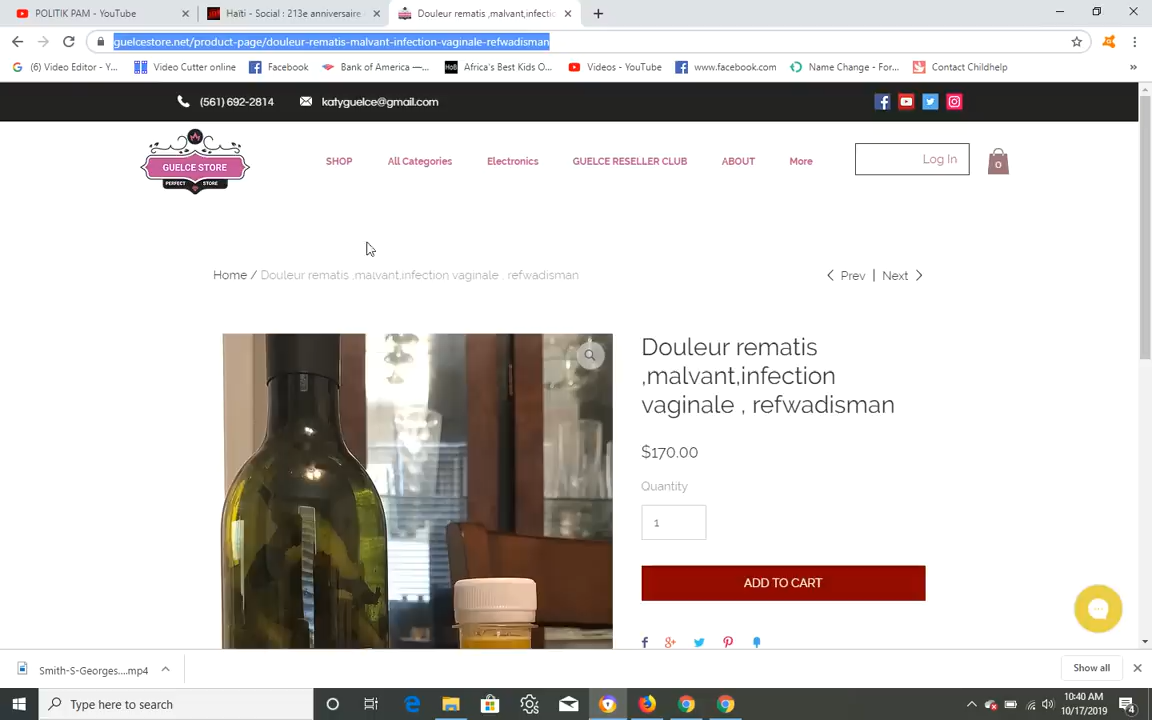 POLITIK PAM - YouTube
Haïti - Social : 213e anniversaire
Douleur rematis ,malvant,infectio
guelcestore.net/product-page/douleur-rematis-malvant-infection-vaginale-refwadisman
(6) Video Editor - Y...
Video Cutter online
Facebook
Bank of America —...
Africa's Best Kids O...
Videos - YouTube
www.facebook.com
Name Change - For...
Contact Childhelp
(561) 692-2814
katyguelce@gmail.com
GUELCE STORE
PERFECT STORE
SHOP
All Categories
Electronics
GUELCE RESELLER CLUB
ABOUT
More
Log In
0
Home / Douleur rematis ,malvant,infection vaginale , refwadisman
Prev | Next
Douleur rematis
,malvant,infection
vaginale , refwadisman
$170.00
Quantity
1
ADD TO CART
Smith-S-Georges....mp4
Show all
Type here to search
10:40 AM
10/17/2019
4